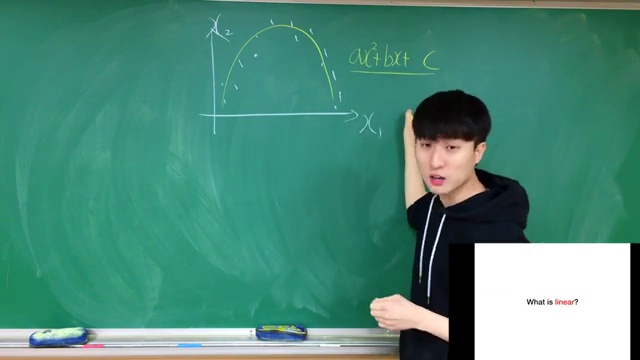 x₂
ax²+bx+ c
x₁
What is linear?